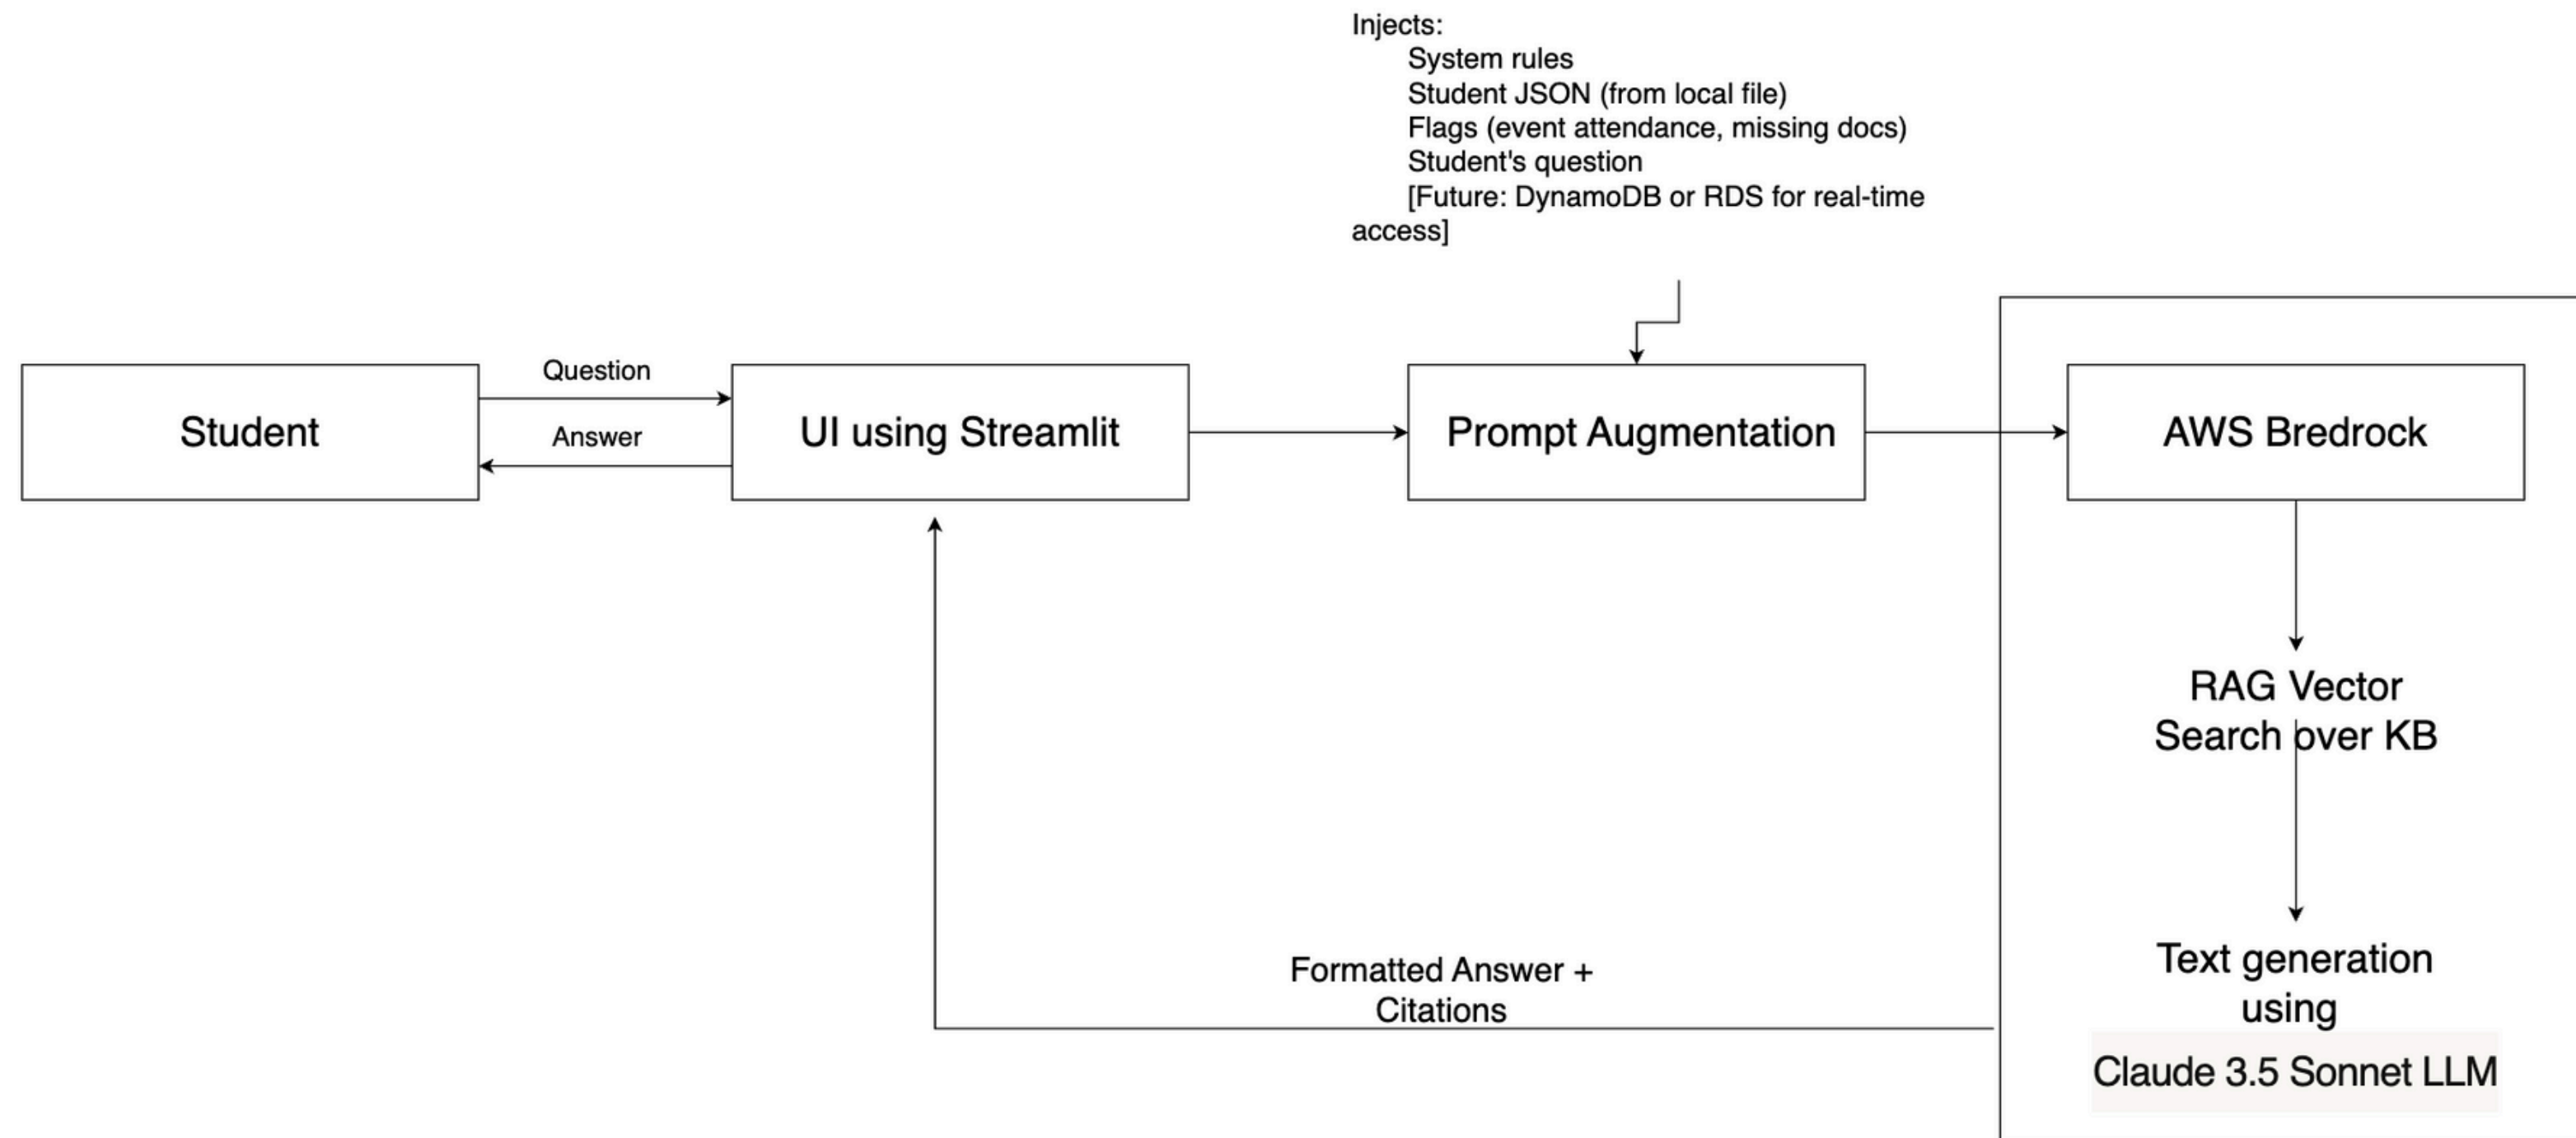 Injects:
System rules
Student JSON (from local file)
Flags (event attendance, missing docs)
Student's question
[Future: DynamoDB or RDS for real-time
access]
Question
Answer
Student
UI using Streamlit
Prompt Augmentation
AWS Bredrock
RAG Vector
Search over KB
Formatted Answer +
Citations
Text generation
using
Claude 3.5 Sonnet LLM